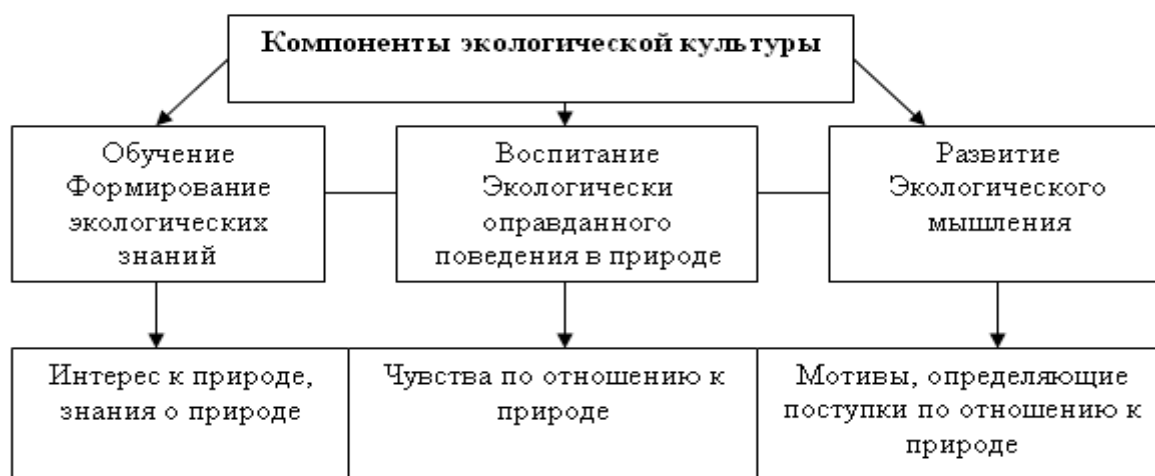 Компоненты экологической культуры
Обучение
Формирование
экологических
знаний
Воспитание
Экологически
оправданного
поведения в природе
Развитие
Экологического
мышления
Интерес к природе,
знания о природе
Чувства по отношению к
природе
Мотивы, определяющие
поступки по отношению к
природе